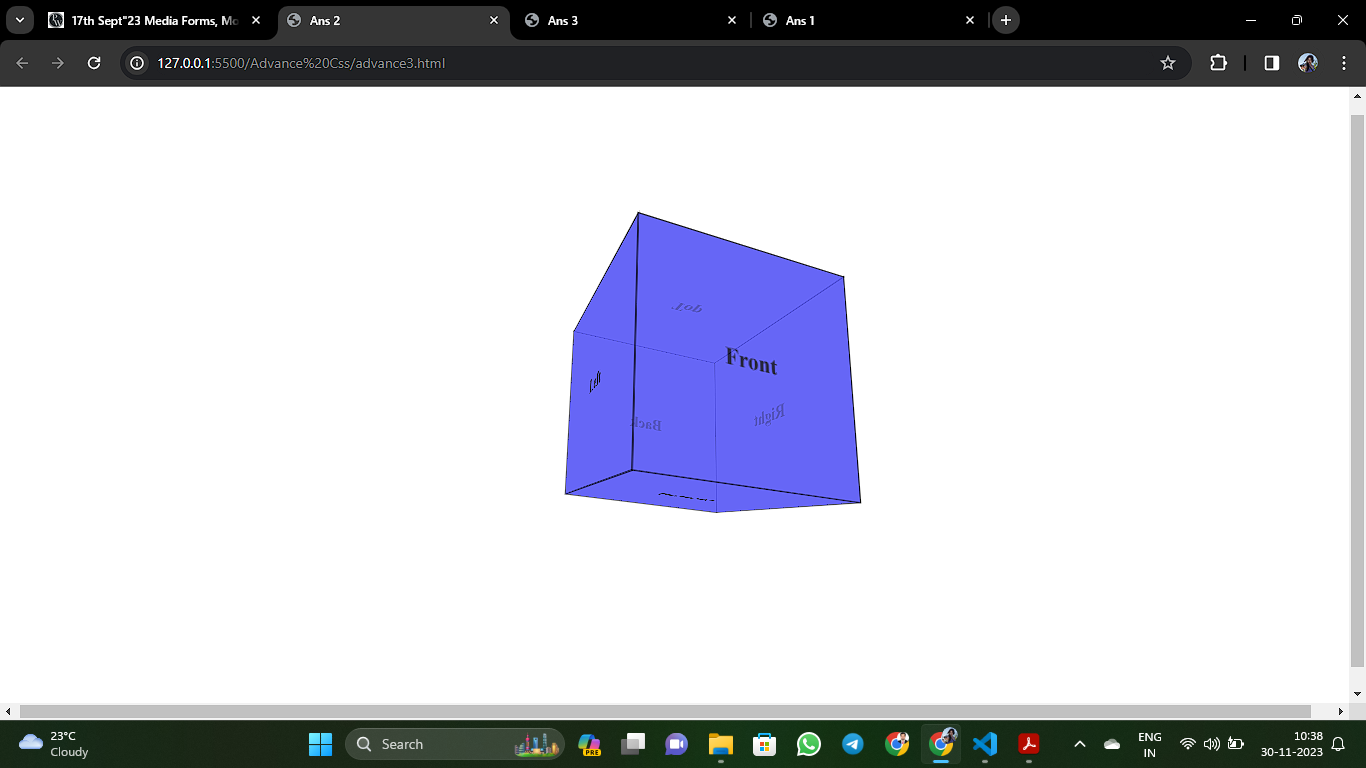 17th Sept"23 Media Forms, Mo
Ans 2
Ans 3
Ans 1
127.0.0.1:5500/Advance%20Css/advance3.html
Top
Front
Left
Right
Back
23°C
Cloudy
Search
PRE
ENG
IN
10:38
30-11-2023